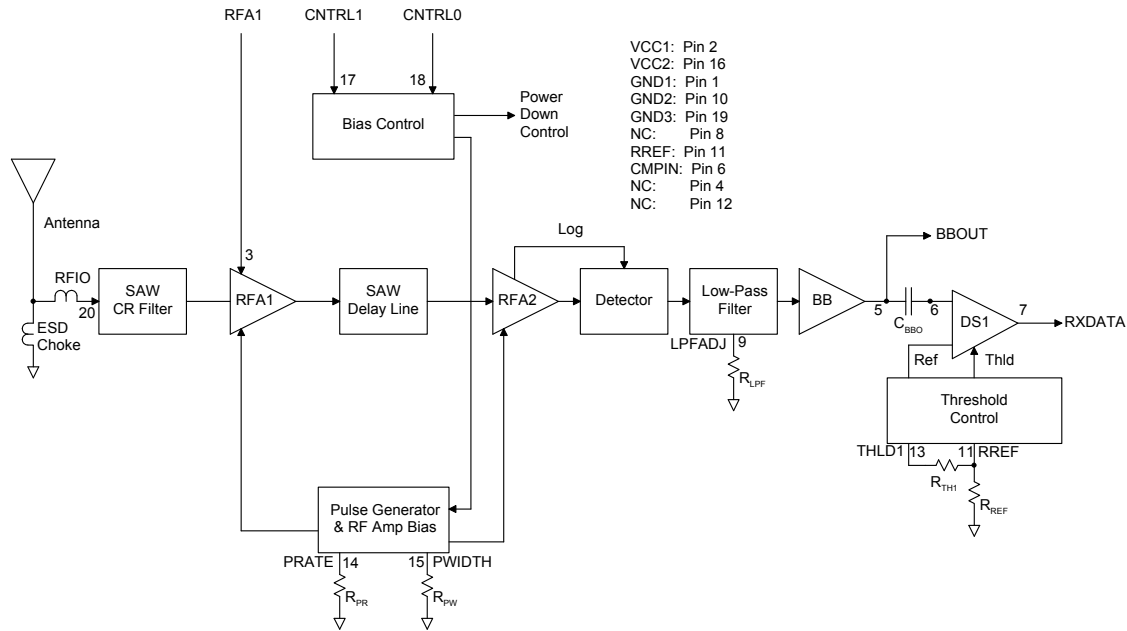 RFA1
CNTRL1
CNTRL0
VCC1: Pin 2
VCC2: Pin 16
GND1: Pin 1
GND2: Pin 10
GND3: Pin 19
NC: Pin 8
RREF: Pin 11
CMPIN: Pin 6
NC: Pin 4
NC: Pin 12
17
18
Bias Control
Power
Down
Control
Antenna
Log
BBOUT
3
RFIO
20
SAW
CR Filter
RFA1
SAW
Delay Line
RFA2
Detector
Low-Pass
Filter
BB
5
CBBO
6
DS1
7
RXDATA
ESD
Choke
LPFADJ
9
RLPF
Ref
Thld
Threshold
Control
THLD1
13
11
RREF
RTH1
RREF
Pulse Generator
& RF Amp Bias
PRATE
14
15
PWIDTH
RPR
RPW